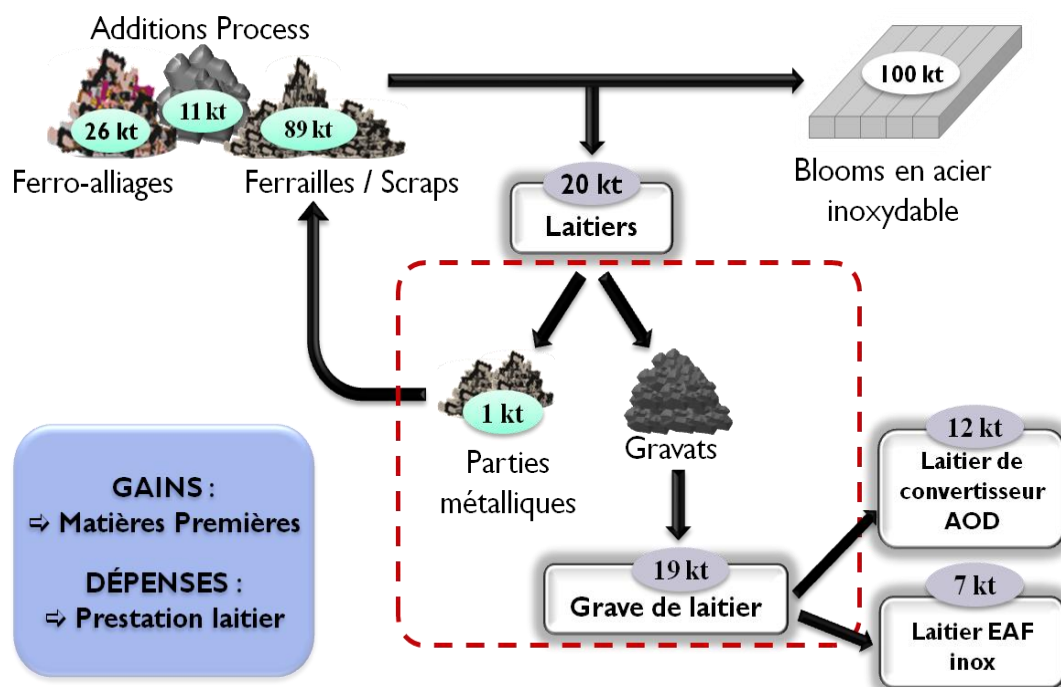 Additions Process
26 kt
11 kt
89 kt
Ferro-alliages
Ferrailles / Scraps
100 kt
Blooms en acier
inoxydable
20 kt
Laitiers
1 kt
Parties
métalliques
Gravats
19 kt
Grave de laitier
12 kt
Laitier de
convertisseur
AOD
7 kt
Laitier EAF
inox
GAINS :
⇨ Matières Premières
DÉPENSES :
⇨ Prestation laitier